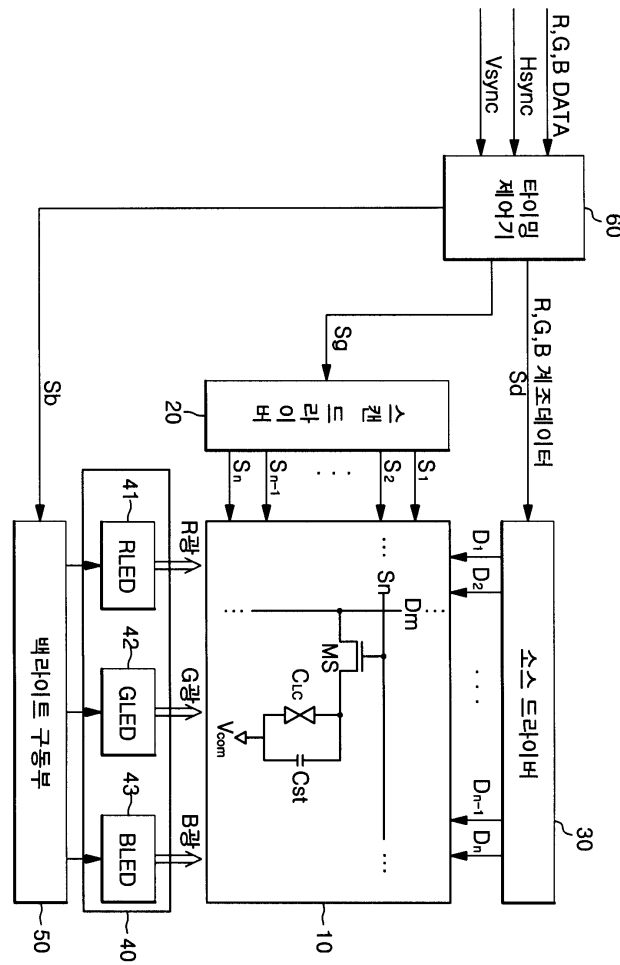 R,G,B DATA
Hsync
Vsync
타이밍
제어기
60
R,G,B 계조데이터
Sd
Sg
Sb
스캔 드라이버
20
S1
S2
. . .
Sn-1
Sn
소스 드라이버
30
D1
D2
. . .
Dn-1
Dn
... Sn ...
... Dm ...
MS
CLC
Cst
Vcom
10
R광
G광
B광
41
RLED
42
GLED
43
BLED
40
백라이트 구동부
50